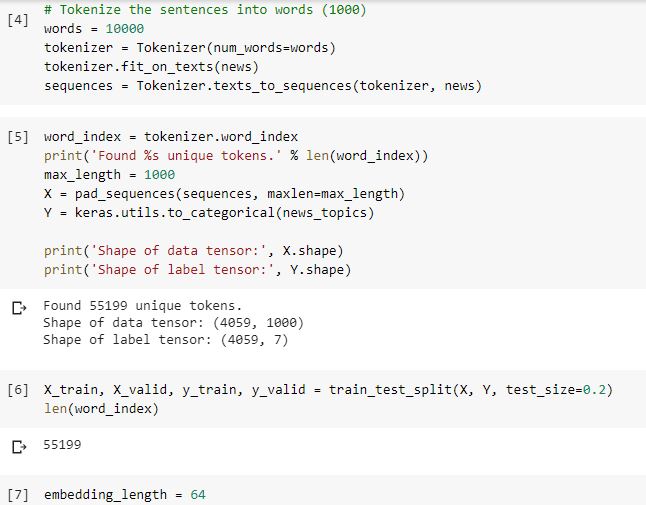 # Tokenize the sentences into words (1000)
[4] words = 10000
tokenizer = Tokenizer(num_words=words)
tokenizer.fit_on_texts(news)
sequences = Tokenizer.texts_to_sequences(tokenizer, news)
[5] word_index = tokenizer.word_index
print('Found %s unique tokens.' % len(word_index))
max_length = 1000
X = pad_sequences(sequences, maxlen=max_length)
Y = keras.utils.to_categorical(news_topics)
print('Shape of data tensor:', X.shape)
print('Shape of label tensor:', Y.shape)
Found 55199 unique tokens.
Shape of data tensor: (4059, 1000)
Shape of label tensor: (4059, 7)
[6] X_train, X_valid, y_train, y_valid = train_test_split(X, Y, test_size=0.2)
len(word_index)
55199
[7] embedding_length = 64